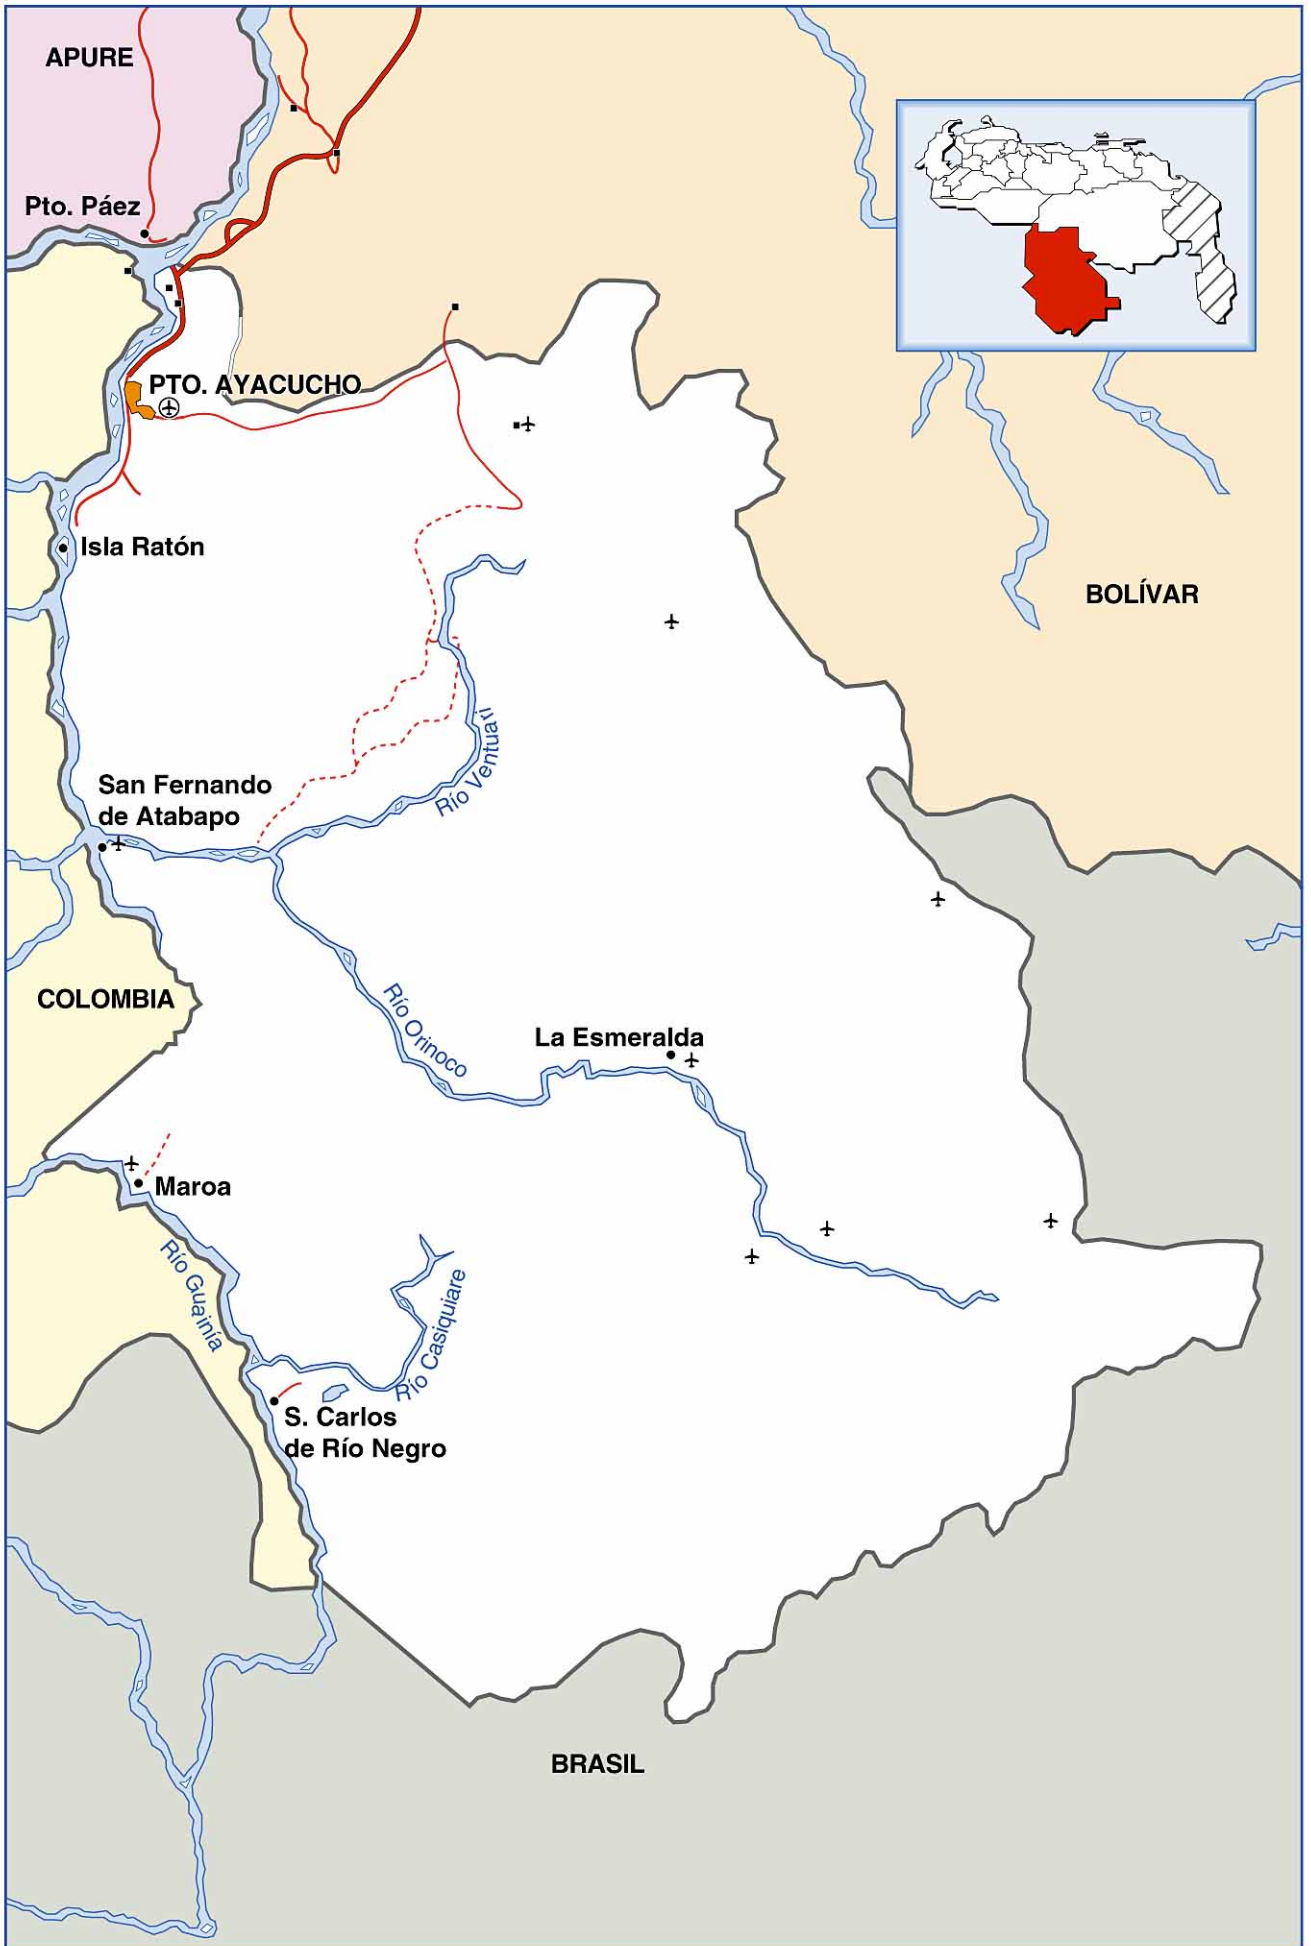 APURE
Pto. Páez
PTO. AYACUCHO
Isla Ratón
BOLÍVAR
Río Ventuari
San Fernando
de Atabapo
COLOMBIA
Río Orinoco
La Esmeralda
Maroa
Río Guainía
Río Casiquiare
S. Carlos
de Río Negro
BRASIL